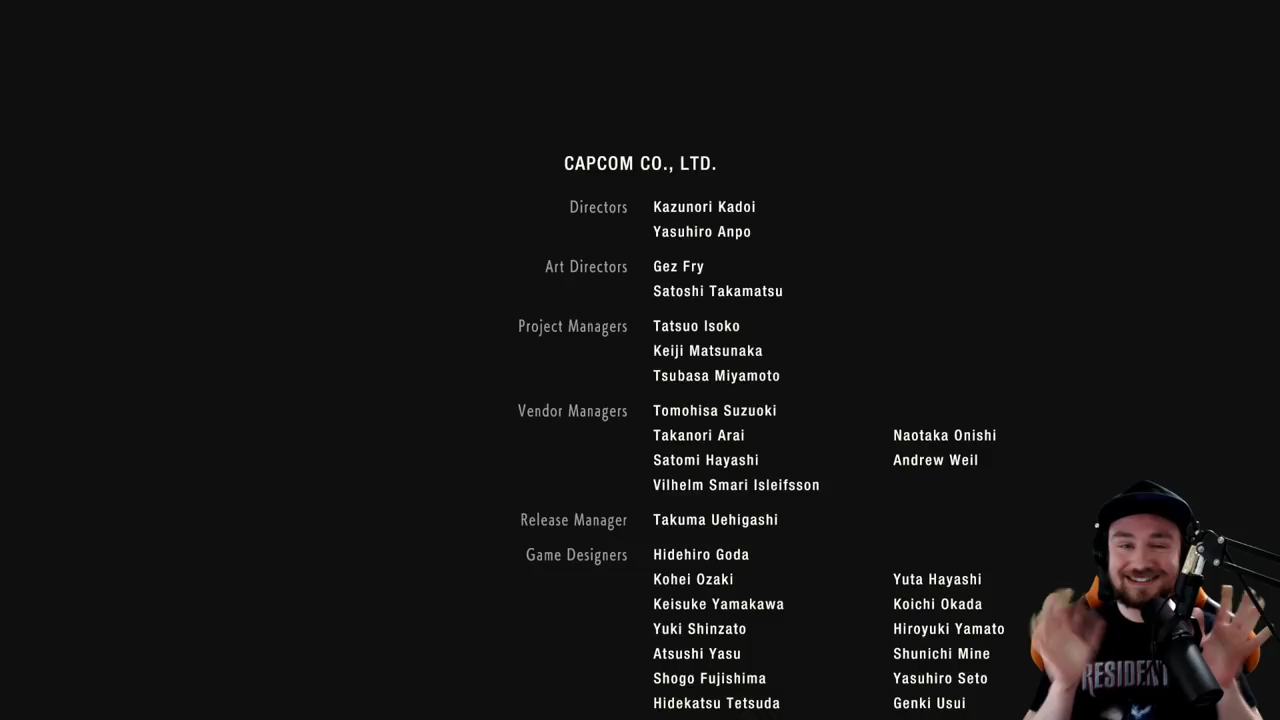 CAPCOM CO., LTD.
Directors Kazunori Kadoi
Yasuhiro Anpo
Art Directors Gez Fry
Satoshi Takamatsu
Project Managers Tatsuo Isoko
Keiji Matsunaka
Tsubasa Miyamoto
Vendor Managers Tomohisa Suzuoki
Takanori Arai Naotaka Onishi
Satomi Hayashi Andrew Weil
Vilhelm Smari Isleifsson
Release Manager Takuma Uehigashi
Game Designers Hidehiro Goda
Kohei Ozaki Yuta Hayashi
Keisuke Yamakawa Koichi Okada
Yuki Shinzato Hiroyuki Yamato
Atsushi Yasu Shunichi Mine
Shogo Fujishima Yasuhiro Seto
Hidekatsu Tetsuda Genki Usui
RESIDENT